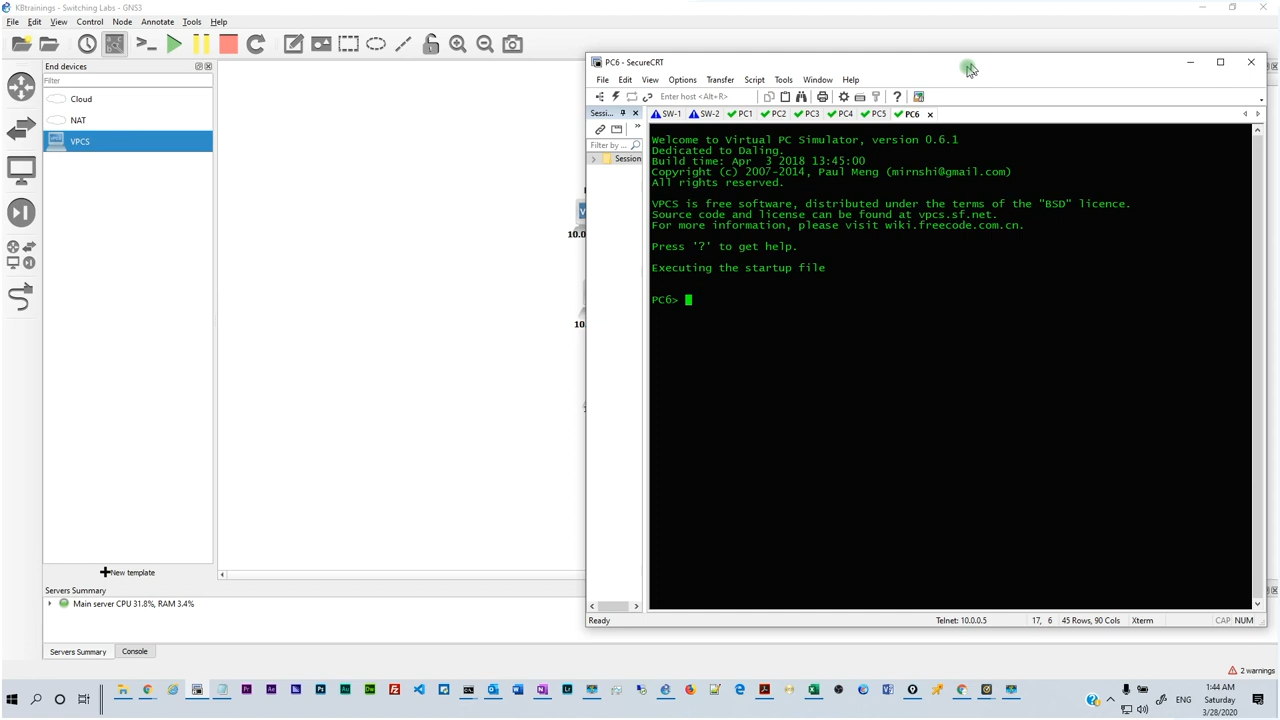 KBtrainings - Switching Labs - GNS3
File Edit View Control Node Annotate Tools Help
End devices
Filter
Cloud
NAT
VPCS
New template
Servers Summary
Main server CPU 31.8%, RAM 3.4%
Servers Summary Console
10.0
10.
PC6 - SecureCRT
File Edit View Options Transfer Script Tools Window Help
Enter host <Alt+R>
Sessi...
SW-1 SW-2 PC1 PC2 PC3 PC4 PC5 PC6
Filter by ...
Session
Welcome to Virtual PC Simulator, version 0.6.1
Dedicated to Daling.
Build time: Apr  3 2018 13:45:00
Copyright (c) 2007-2014, Paul Meng (mirnshi@gmail.com)
All rights reserved.
VPCS is free software, distributed under the terms of the "BSD" licence.
Source code and license can be found at vpcs.sf.net.
For more information, please visit wiki.freecode.com.cn.
Press '?' to get help.
Executing the startup file
PC6>
Ready Telnet: 10.0.0.5 17, 6 45 Rows, 90 Cols Xterm CAP NUM
2 warnings
ENG
1:44 AM
Saturday
3/28/2020